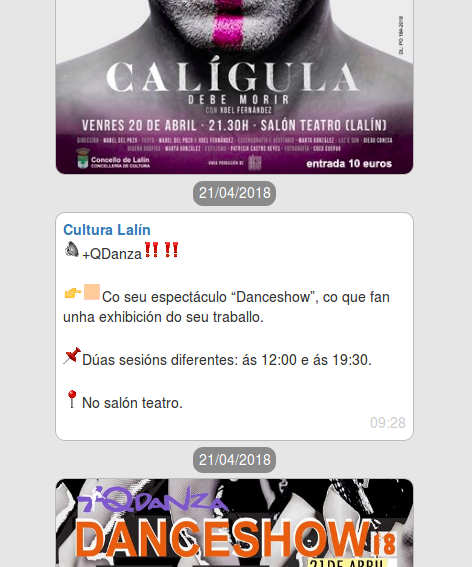 DL: PO 184-2018
CALÍGULA
DEBE MORIR
CON XOEL FERNÁNDEZ
VENRES 20 DE ABRIL · 21.30H · SALÓN TEATRO (LALÍN)
DIRECCIÓN · MABEL DEL POZO · TEXTO · MABEL DEL POZO E XOEL FERNÁNDEZ · ESCENOGRAFÍA E VESTIARIO · MARTA GONZÁLEZ · LUZ E SON · DIEGO CONESA
DISEÑO GRÁFICO · MARTA GONZÁLEZ · ESTILISMO · PATRICIA CASTRO REYES · FOTOGRAFÍA · COCO CUERVO
Concello de Lalín
CONCELLERÍA DE CULTURA
UNHA PRODUCIÓN DE
entrada 10 euros
21/04/2018
Cultura Lalín
+QDanza‼‼
Co seu espectáculo “Danceshow”, co que fan
unha exhibición do seu traballo.
Dúas sesións diferentes: ás 12:00 e ás 19:30.
No salón teatro.
09:28
21/04/2018
+QDANZA
DANCESHOW18
21 DE ABRIL